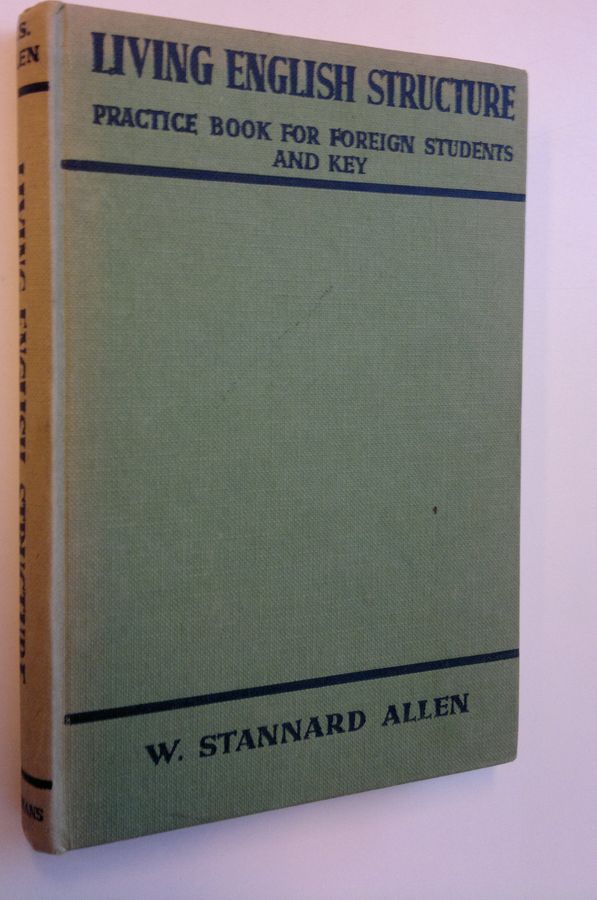 LIVING ENGLISH STRUCTURE
PRACTICE BOOK FOR FOREIGN STUDENTS
AND KEY
W. STANNARD ALLEN
LIVING ENGLISH STRUCTURE